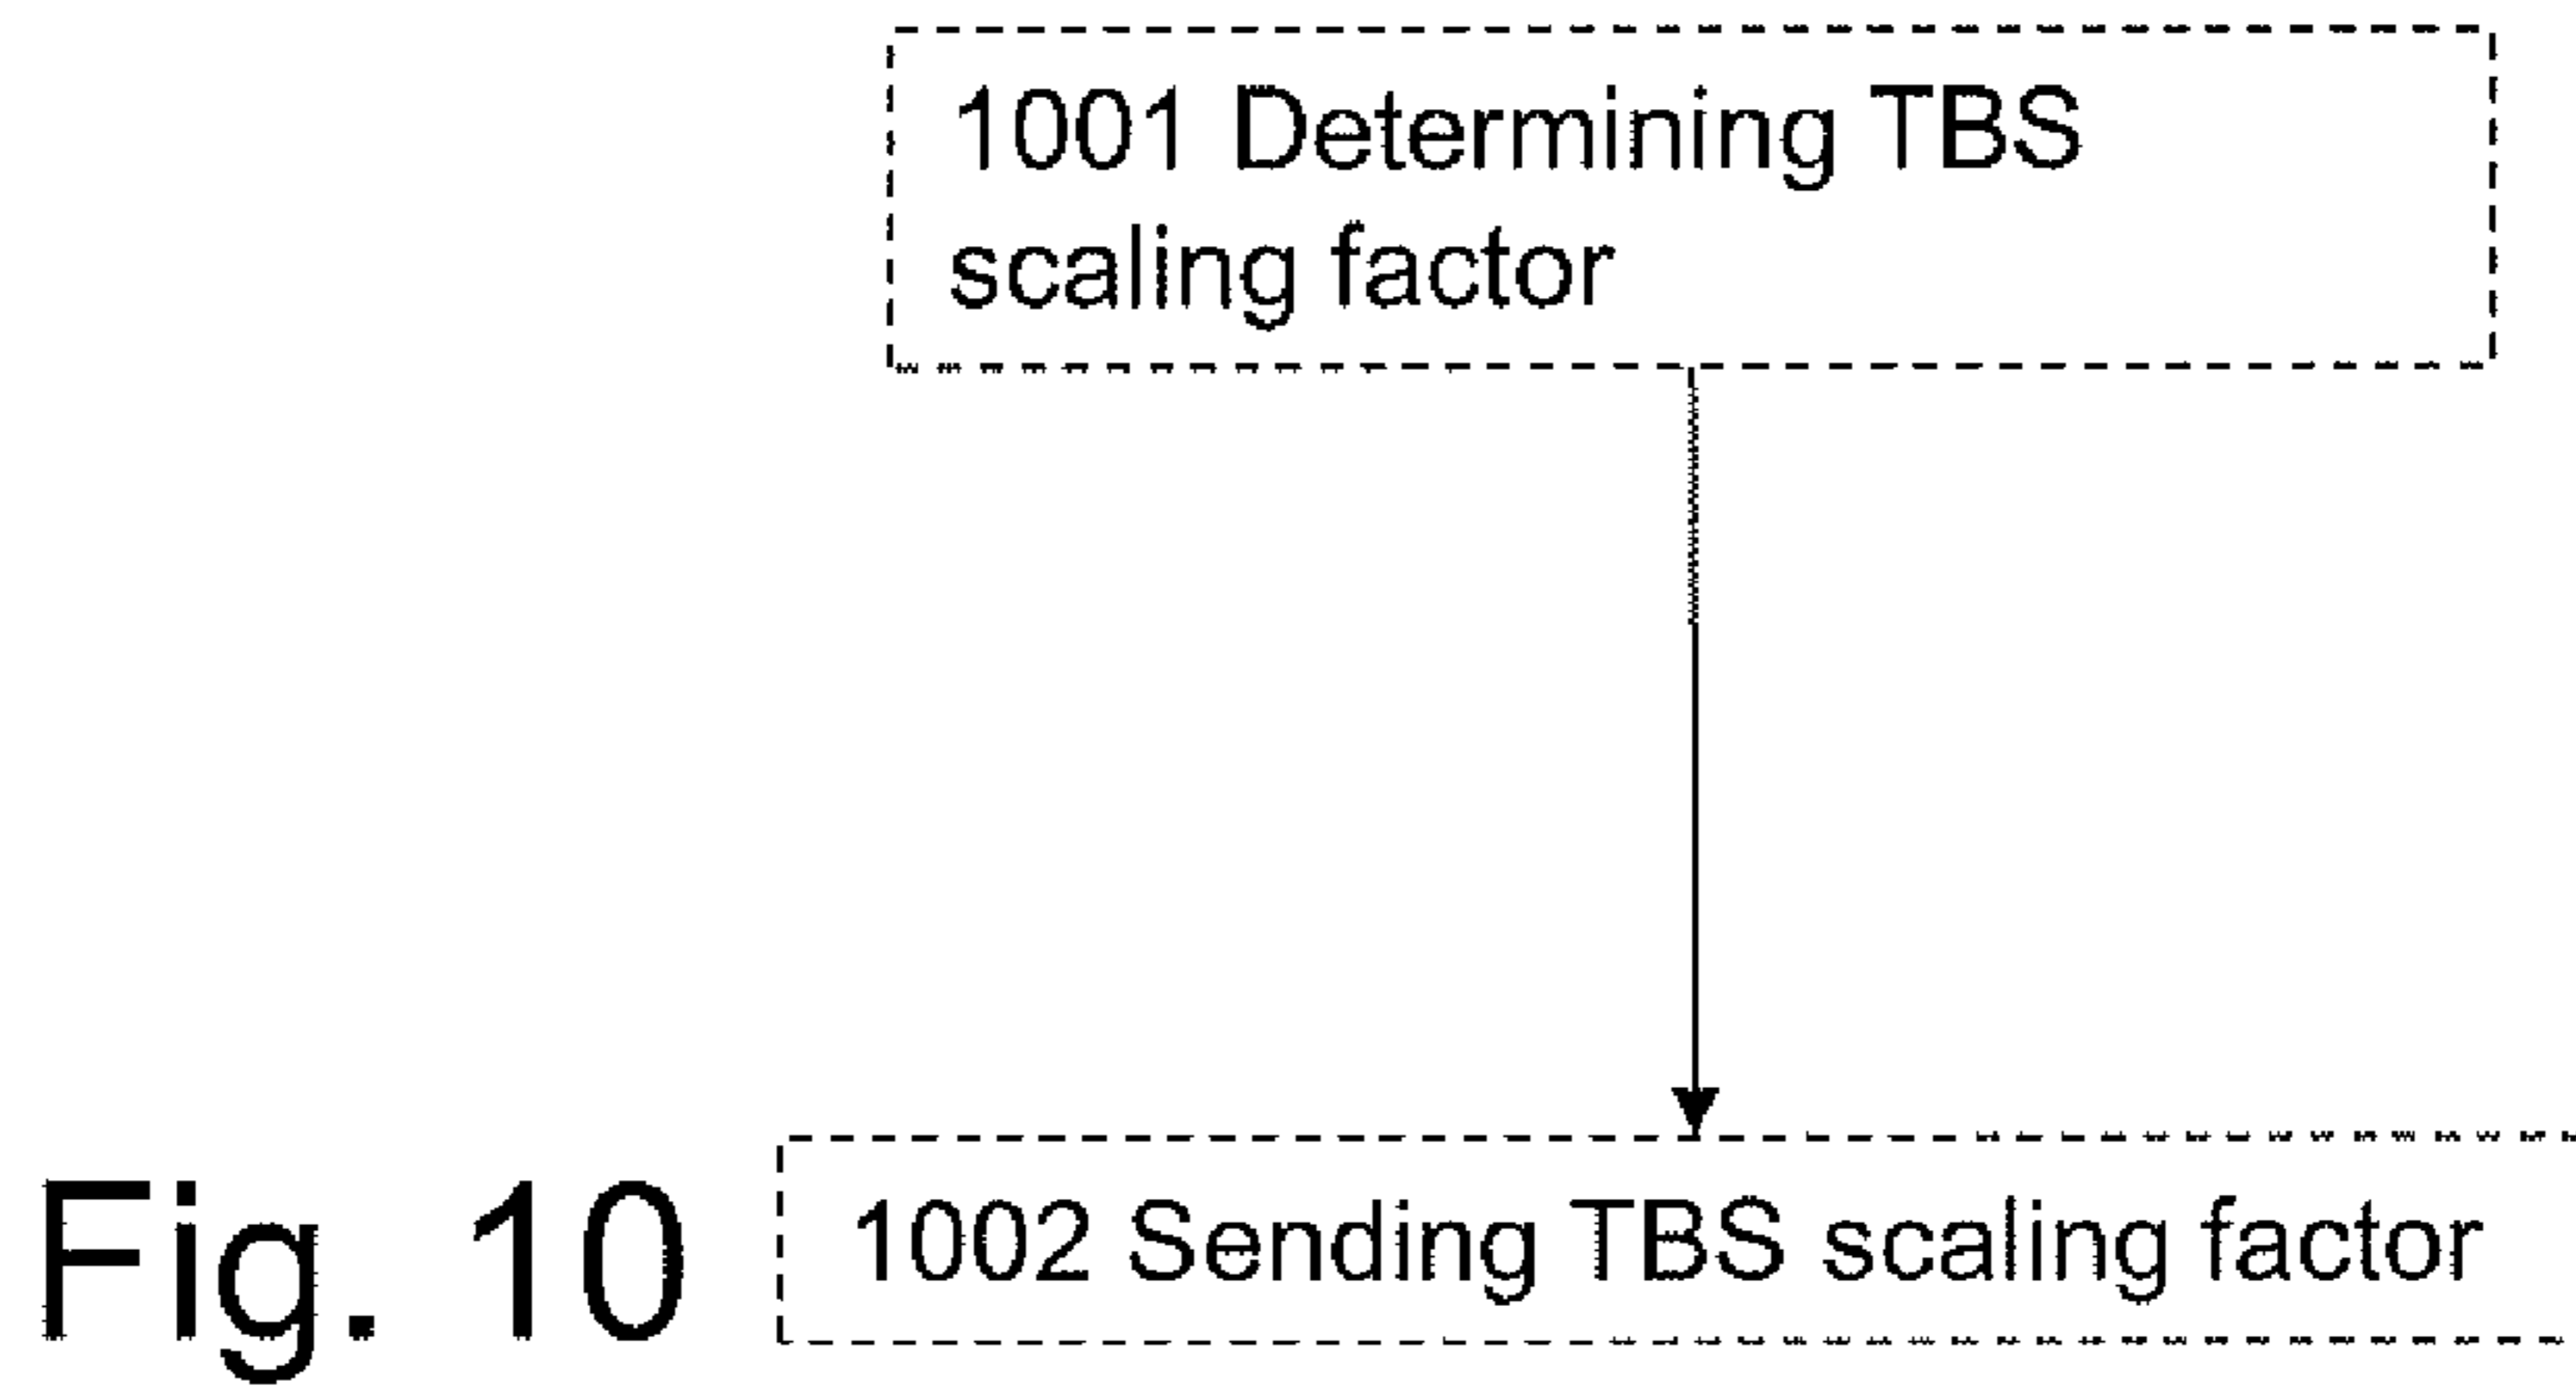 1001 Determining TBS
scaling factor
Fig. 10
1002 Sending TBS scaling factor